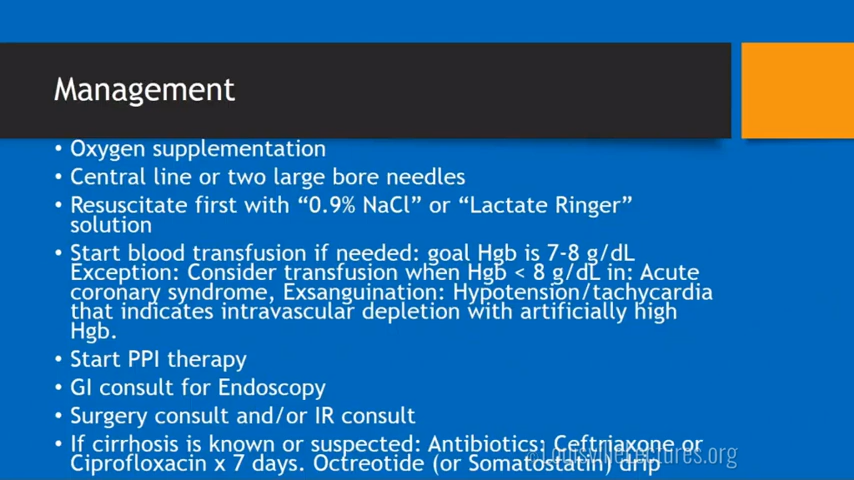 Management
• Oxygen supplementation
• Central line or two large bore needles
• Resuscitate first with “0.9% NaCl” or “Lactate Ringer”
solution
• Start blood transfusion if needed: goal Hgb is 7-8 g/dL
Exception: Consider transfusion when Hgb < 8 g/dL in: Acute
coronary syndrome, Exsanguination: Hypotension/tachycardia
that indicates intravascular depletion with artificially high
Hgb.
• Start PPI therapy
• GI consult for Endoscopy
• Surgery consult and/or IR consult
• If cirrhosis is known or suspected: Antibiotics: Ceftriaxone or
Ciprofloxacin x 7 days. Octreotide (or Somatostatin) drip
©LouisvilleLectures.org